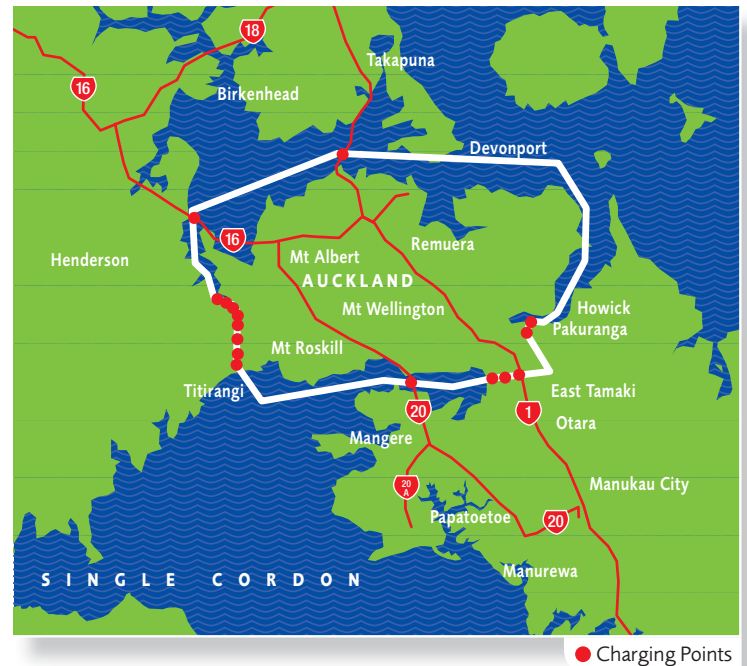 18
Takapuna
16
Birkenhead
Devonport
16
Remuera
Henderson
Mt Albert
AUCKLAND
Mt Wellington
Howick
Pakuranga
Mt Roskill
Titirangi
East Tamaki
20
1
Otara
Mangere
20
A
Manukau City
Papatoetoe
20
Manurewa
SINGLE CORDON
Charging Points